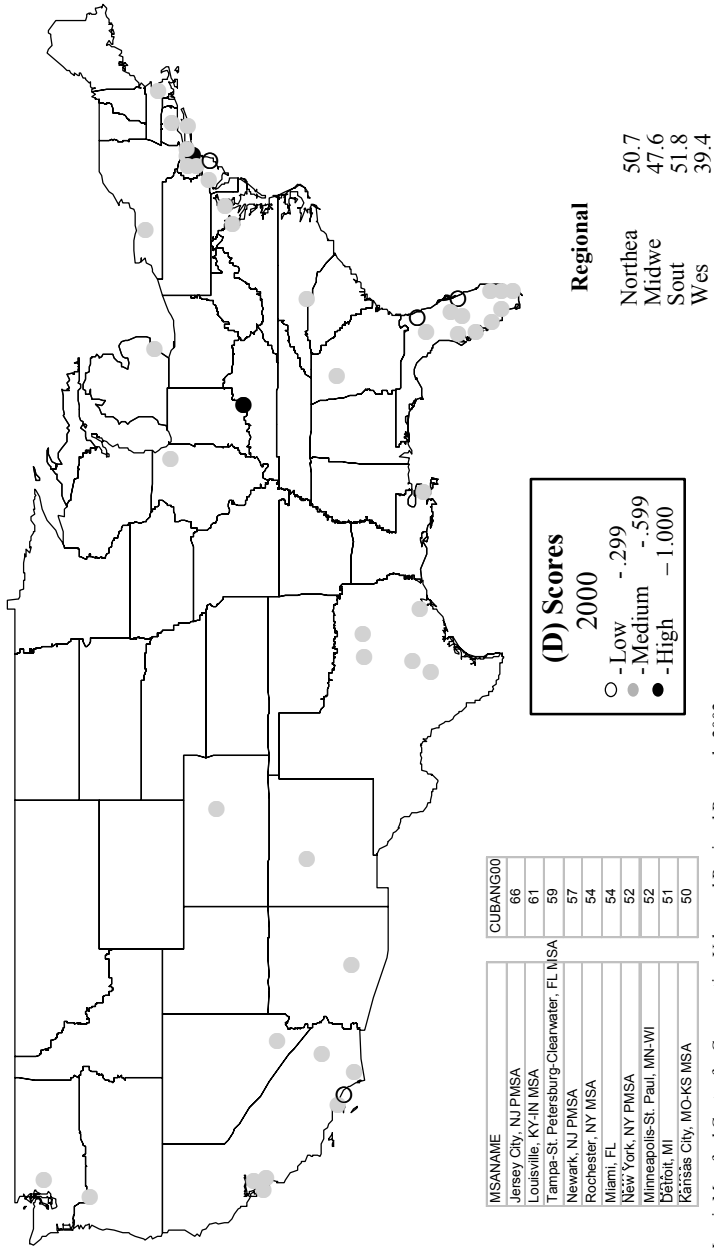 (D) Scores
2000
-Low -.299
-Medium -.599
-High – 1.000
Regional
Northea 50.7
Midwe 47.6
Sout 51.8
Wes 39.4
MSANAME CUBANG00
Jersey City, NJ PMSA 66
Louisville, KY-IN MSA 61
Tampa-St. Petersburg-Clearwater, FL MSA 59
Newark, NJ PMSA 57
Rochester, NY MSA 54
Miami, FL 54
New York, NY PMSA 52
Minneapolis-St. Paul, MN-WI 52
Detroit, MI 51
Kansas City, MO-KS MSA 50